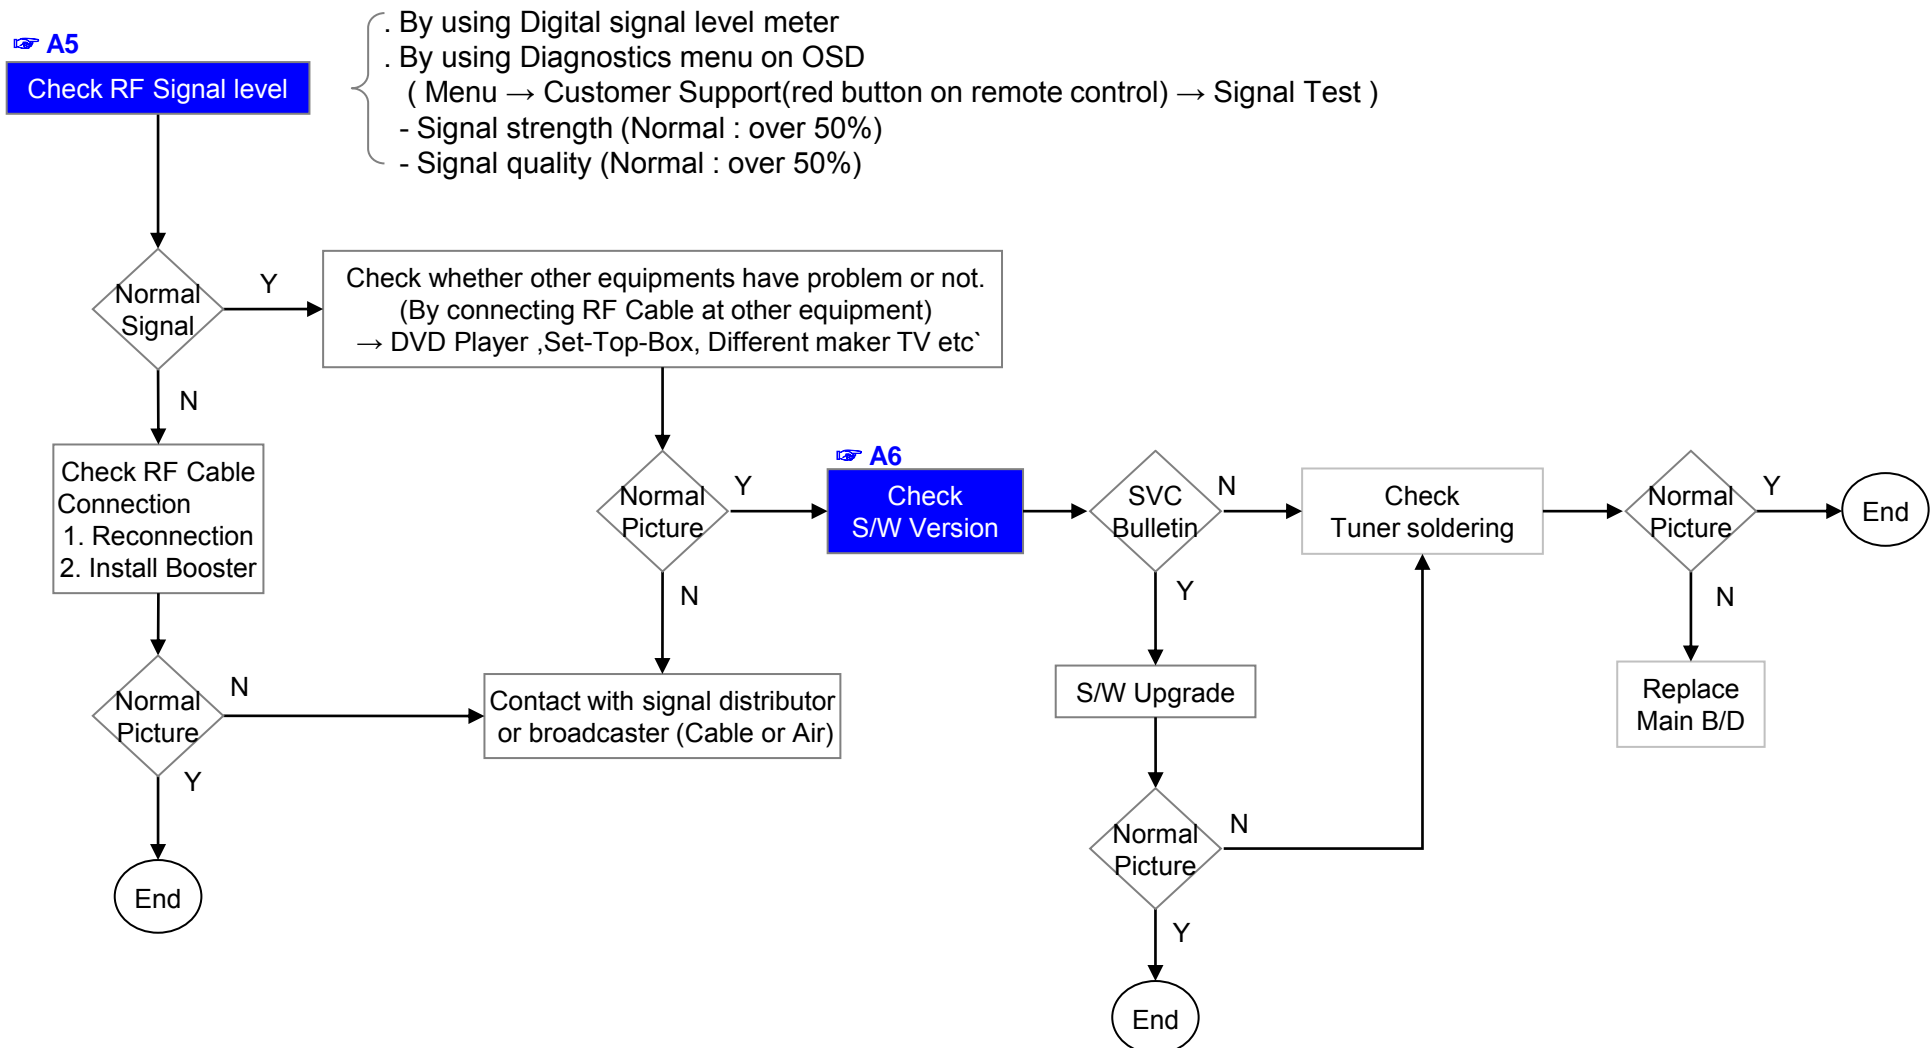 ☞ A5
Check RF Signal level
. By using Digital signal level meter
. By using Diagnostics menu on OSD
( Menu → Customer Support(red button on remote control) → Signal Test )
- Signal strength (Normal : over 50%)
- Signal quality (Normal : over 50%)
Normal
Signal
Y
N
Check whether other equipments have problem or not.
(By connecting RF Cable at other equipment)
→ DVD Player ,Set-Top-Box, Different maker TV etc`
Check RF Cable
Connection
1. Reconnection
2. Install Booster
Normal
Picture
N
Y
End
Contact with signal distributor
or broadcaster (Cable or Air)
Normal
Picture
Y
N
☞ A6
Check
S/W Version
SVC
Bulletin
N
Y
S/W Upgrade
Normal
Picture
N
Y
End
Check
Tuner soldering
Normal
Picture
Y
N
End
Replace
Main B/D